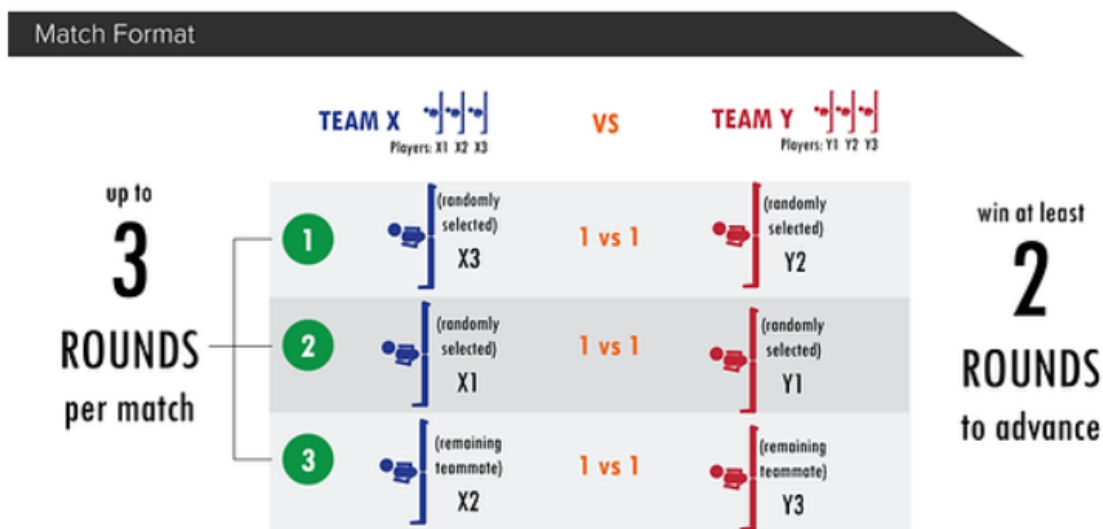 Match Format
TEAM X
Players: X1 X2 X3
VS
TEAM Y
Players: Y1 Y2 Y3
up to
3
ROUNDS
per match
1
(randomly
selected)
X3
1 vs 1
(randomly
selected)
Y2
2
(randomly
selected)
X1
1 vs 1
(randomly
selected)
Y1
3
(remaining
teammate)
X2
1 vs 1
(remaining
teammate)
Y3
win at least
2
ROUNDS
to advance